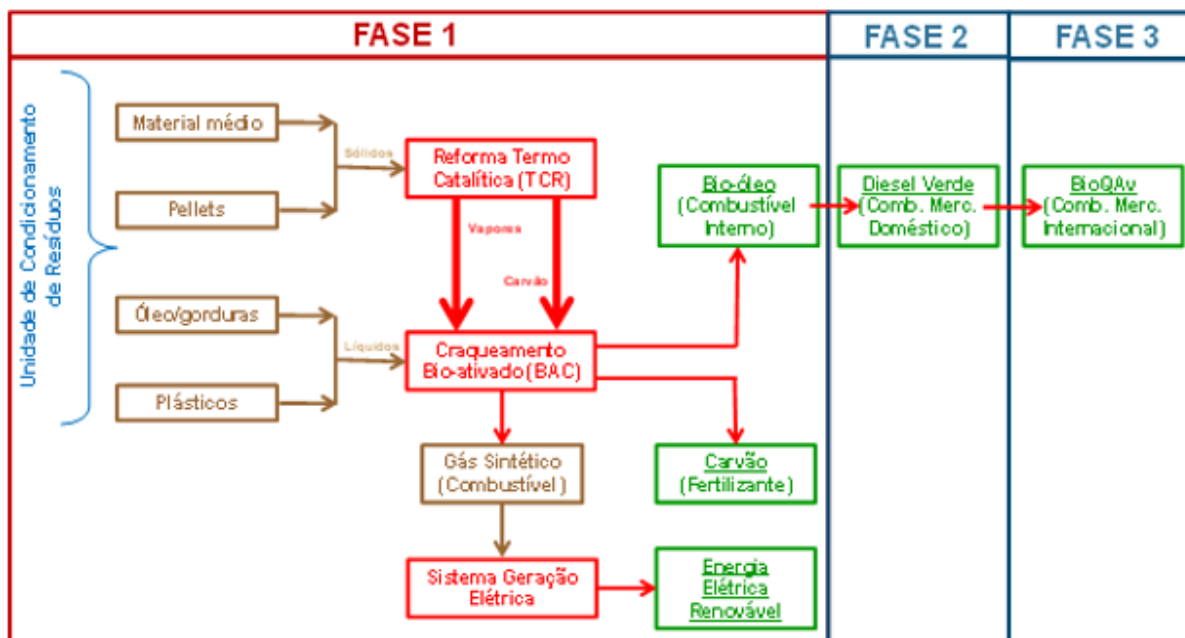 FASE 1
FASE 2
FASE 3
Unidade de Condicionamento
de Resíduos
Material médio
Pellets
Sólidos
Óleo/gorduras
Plásticos
Líquidos
Reforma Termo
Catalítica (TCR)
Vapores
Carvão
Craqueamento
Bio-ativado (BAC)
Gás Sintético
(Combustível)
Sistema Geração
Elétrica
Bio-óleo
(Combustível
Interno)
Carvão
(Fertilizante)
Energia
Elétrica
Renovável
Diesel Verde
(Comb. Merc.
Doméstico)
BioQAv
(Comb. Merc.
Internacional)